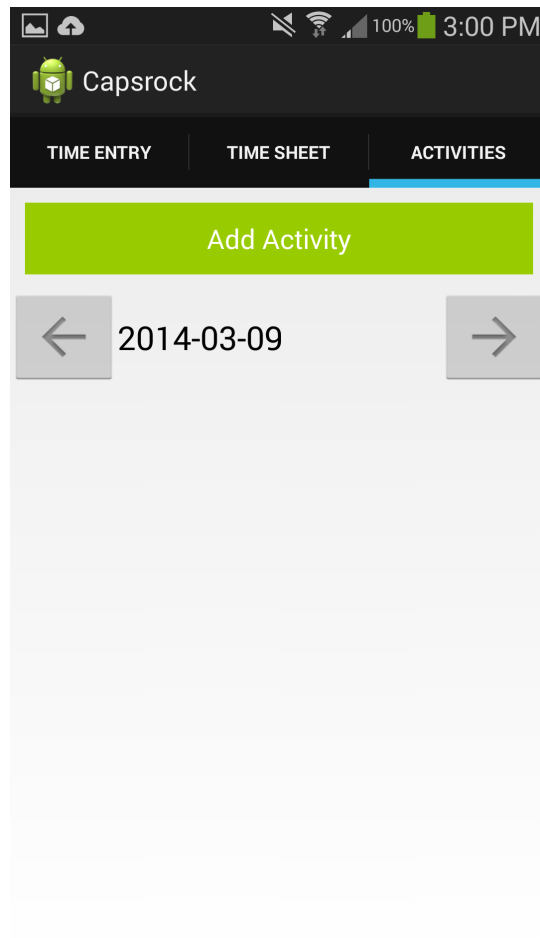 100% 3:00 PM
Capsrock
TIME ENTRY TIME SHEET ACTIVITIES
Add Activity
2014-03-09